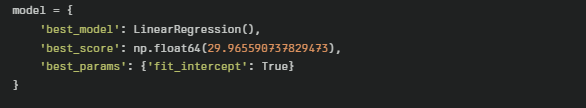 model = {
    'best_model': LinearRegression(),
    'best_score': np.float64(29.965590737829473),
    'best_params': {'fit_intercept': True}
}